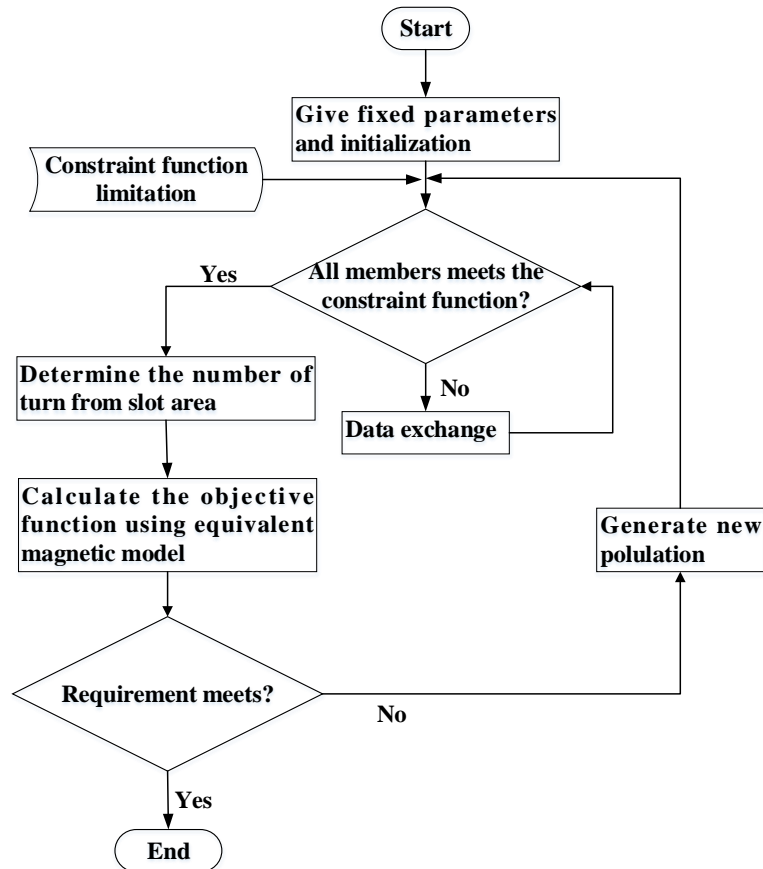 Start
Give fixed parameters
and initialization
Constraint function
limitation
All members meets the
constraint function?
Yes
No
Determine the number of
turn from slot area
Data exchange
Calculate the objective
function using equivalent
magnetic model
Generate new
polulation
Requirement meets?
No
Yes
End